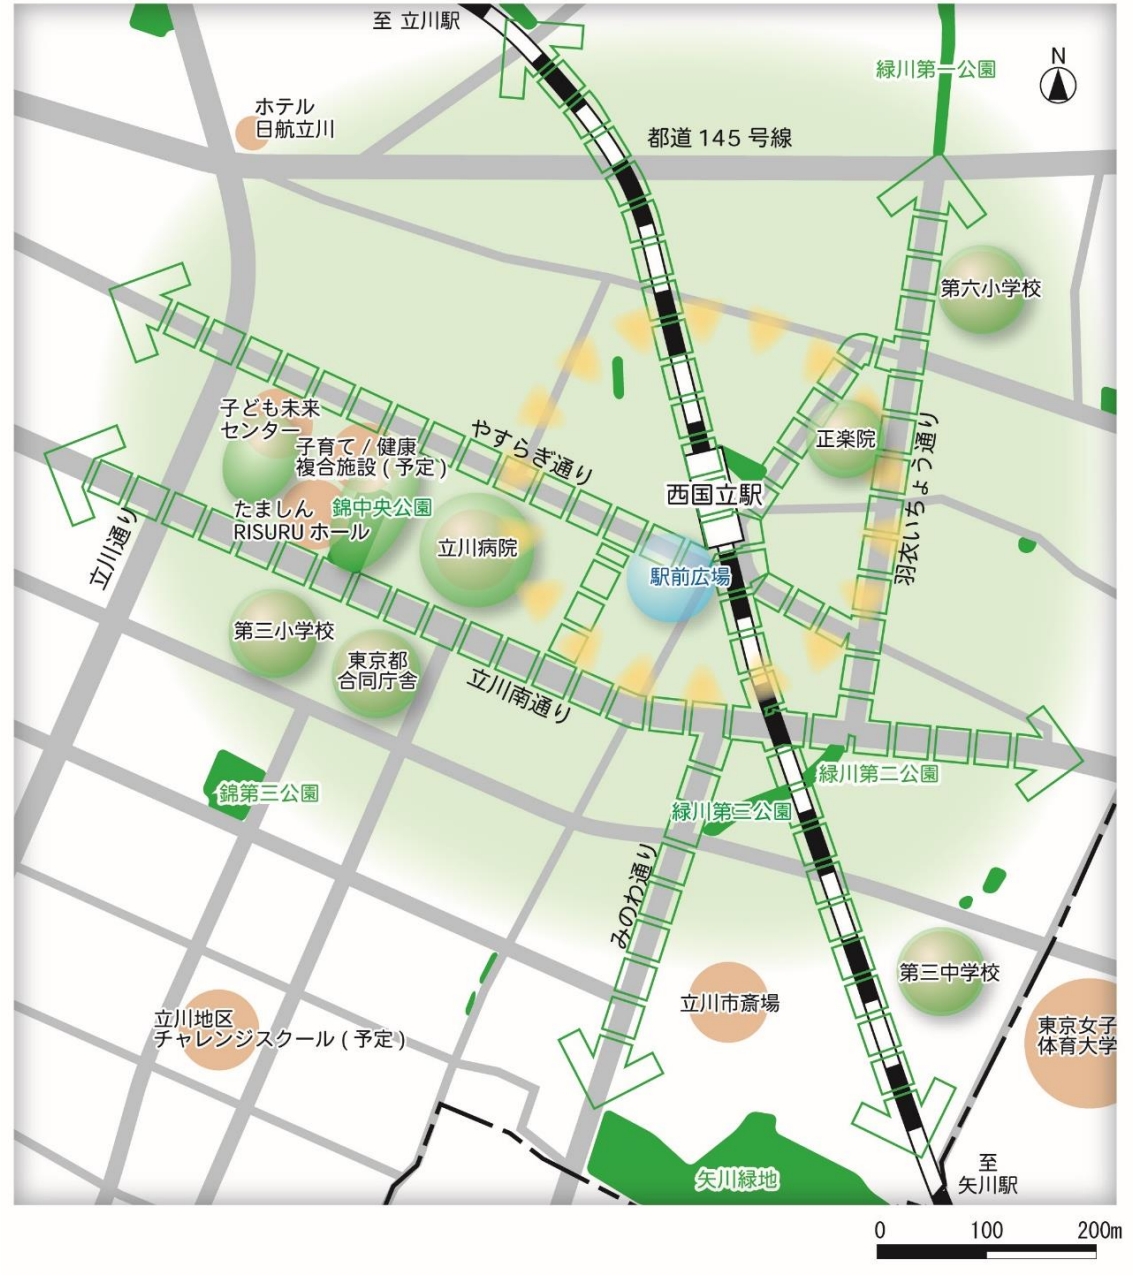 至 立川駅
N
緑川第一公園
ホテル
日航立川
都道 145 号線
第六小学校
子ども未来
センター
子育て / 健康
複合施設 ( 予定 )
やすらぎ通り
正楽院
羽衣いちょう通り
西国立駅
たましん
RISURU ホール
錦中央公園
立川病院
立川通り
駅前広場
第三小学校
東京都
合同庁舎
立川南通り
緑川第二公園
錦第三公園
緑川第三公園
みのわ通り
第三中学校
立川市斎場
立川地区
チャレンジスクール ( 予定 )
東京女子
体育大学
矢川緑地
至
矢川駅
0 100 200m